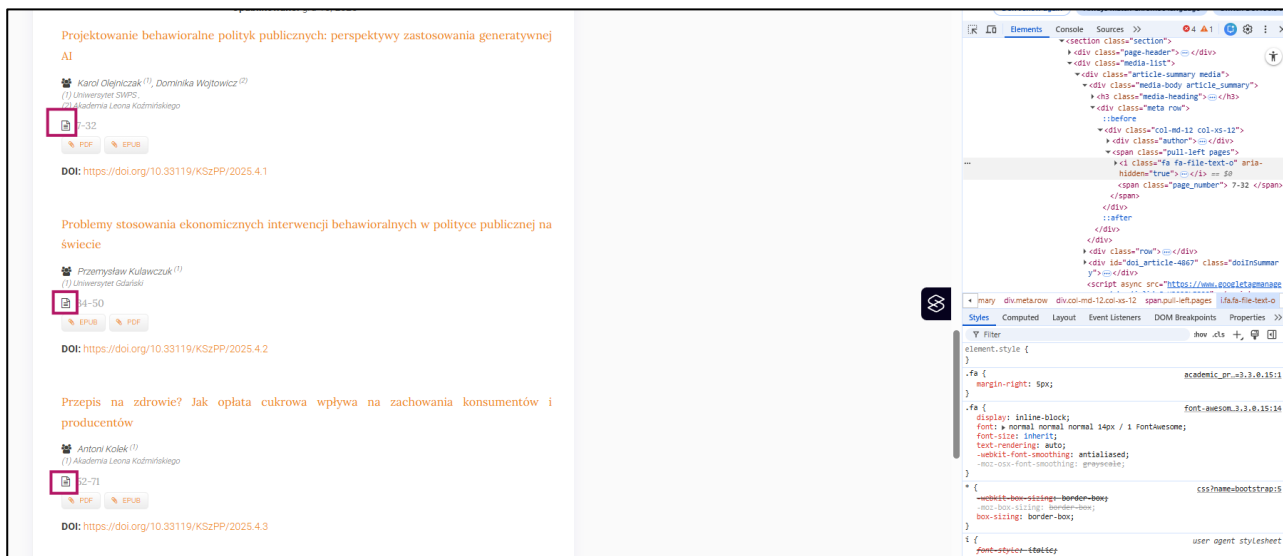 Projektowanie behawioralne polityk publicznych: perspektywy zastosowania generatywnej
AI
Karol Olejniczak (1), Dominika Wojtowicz (2)
(1) Uniwersytet SWPS,
(2) Akademia Leona Koźmińskiego
7-32
PDF EPUB
DOI: https://doi.org/10.33119/KSzPP/2025.4.1
Problemy stosowania ekonomicznych interwencji behawioralnych w polityce publicznej na
świecie
Przemysław Kulawczuk (1)
(1) Uniwersytet Gdański
34-50
EPUB PDF
DOI: https://doi.org/10.33119/KSzPP/2025.4.2
Przepis na zdrowie? Jak opłata cukrowa wpływa na zachowania konsumentów i
producentów
Antoni Kolek (1)
(1) Akademia Leona Koźmińskiego
52-71
PDF EPUB
DOI: https://doi.org/10.33119/KSzPP/2025.4.3
Elements Console Sources 4 1
<section class="section">
<div class="page-header">…</div>
<div class="media-list">
<div class="article-summary media">
<div class="media-body article_summary">
<h3 class="media-heading">…</h3>
<div class="meta row">
::before
<div class="col-md-12 col-xs-12">
<div class="author">…</div>
<span class="pull-left pages">
<i class="fa fa-file-text-o" aria-
hidden="true">…</i> == $0
<span class="page_number"> 7-32 </span>
</span>
</div>
::after
</div>
</div>
<div class="row">…</div>
<div id="doi_article-4867" class="doiInSummar
y">…</div>
<script async src="https://www.googletagmanage
mary div.meta.row div.col-md-12.col-xs-12 span.pull-left.pages i.fa.fa-file-text-o
Styles Computed Layout Event Listeners DOM Breakpoints Properties
Filter :hov .cls
element.style {
}
.fa { academic_pr…=3.3.0.15:1
margin-right: 5px;
}
.fa { font-awesom…3.3.0.15:14
display: inline-block;
font: normal normal normal 14px / 1 FontAwesome;
font-size: inherit;
text-rendering: auto;
-webkit-font-smoothing: antialiased;
-moz-osx-font-smoothing: grayscale;
}
* { css?name=bootstrap:5
-webkit-box-sizing: border-box;
-moz-box-sizing: border-box;
box-sizing: border-box;
}
i { user agent stylesheet
font-style: italic;